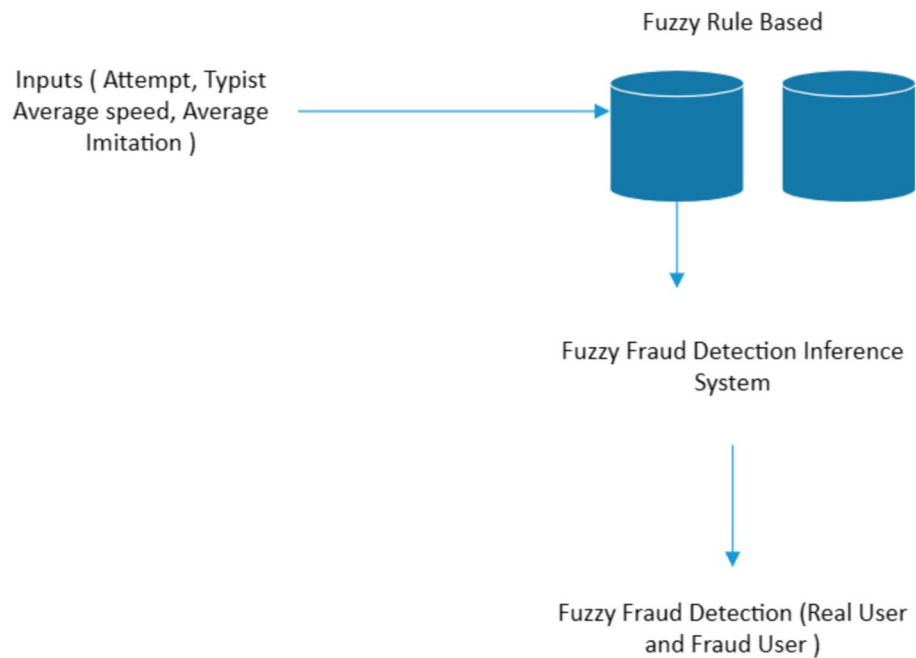 Fuzzy Rule Based
Inputs ( Attempt, Typist
Average speed, Average
Imitation )
Fuzzy Fraud Detection Inference
System
Fuzzy Fraud Detection (Real User
and Fraud User )